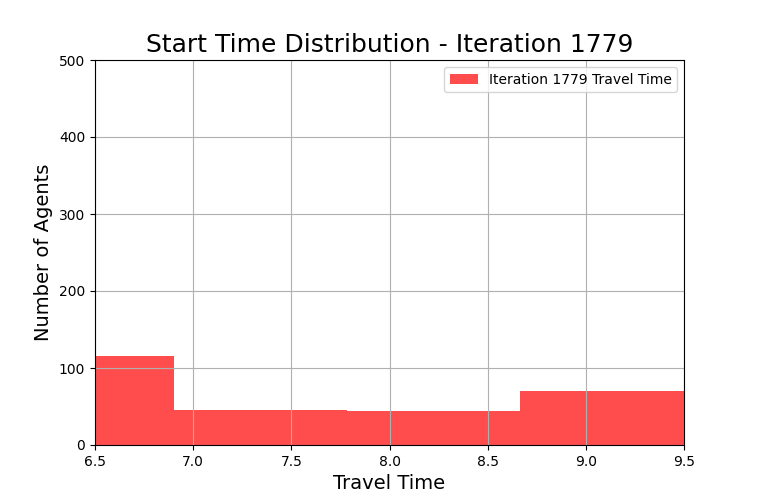 Start Time Distribution - Iteration 1779
500
Iteration 1779 Travel Time
400
300
200
100
0
Number of Agents
6.5 7.0 7.5 8.0 8.5 9.0 9.5
Travel Time